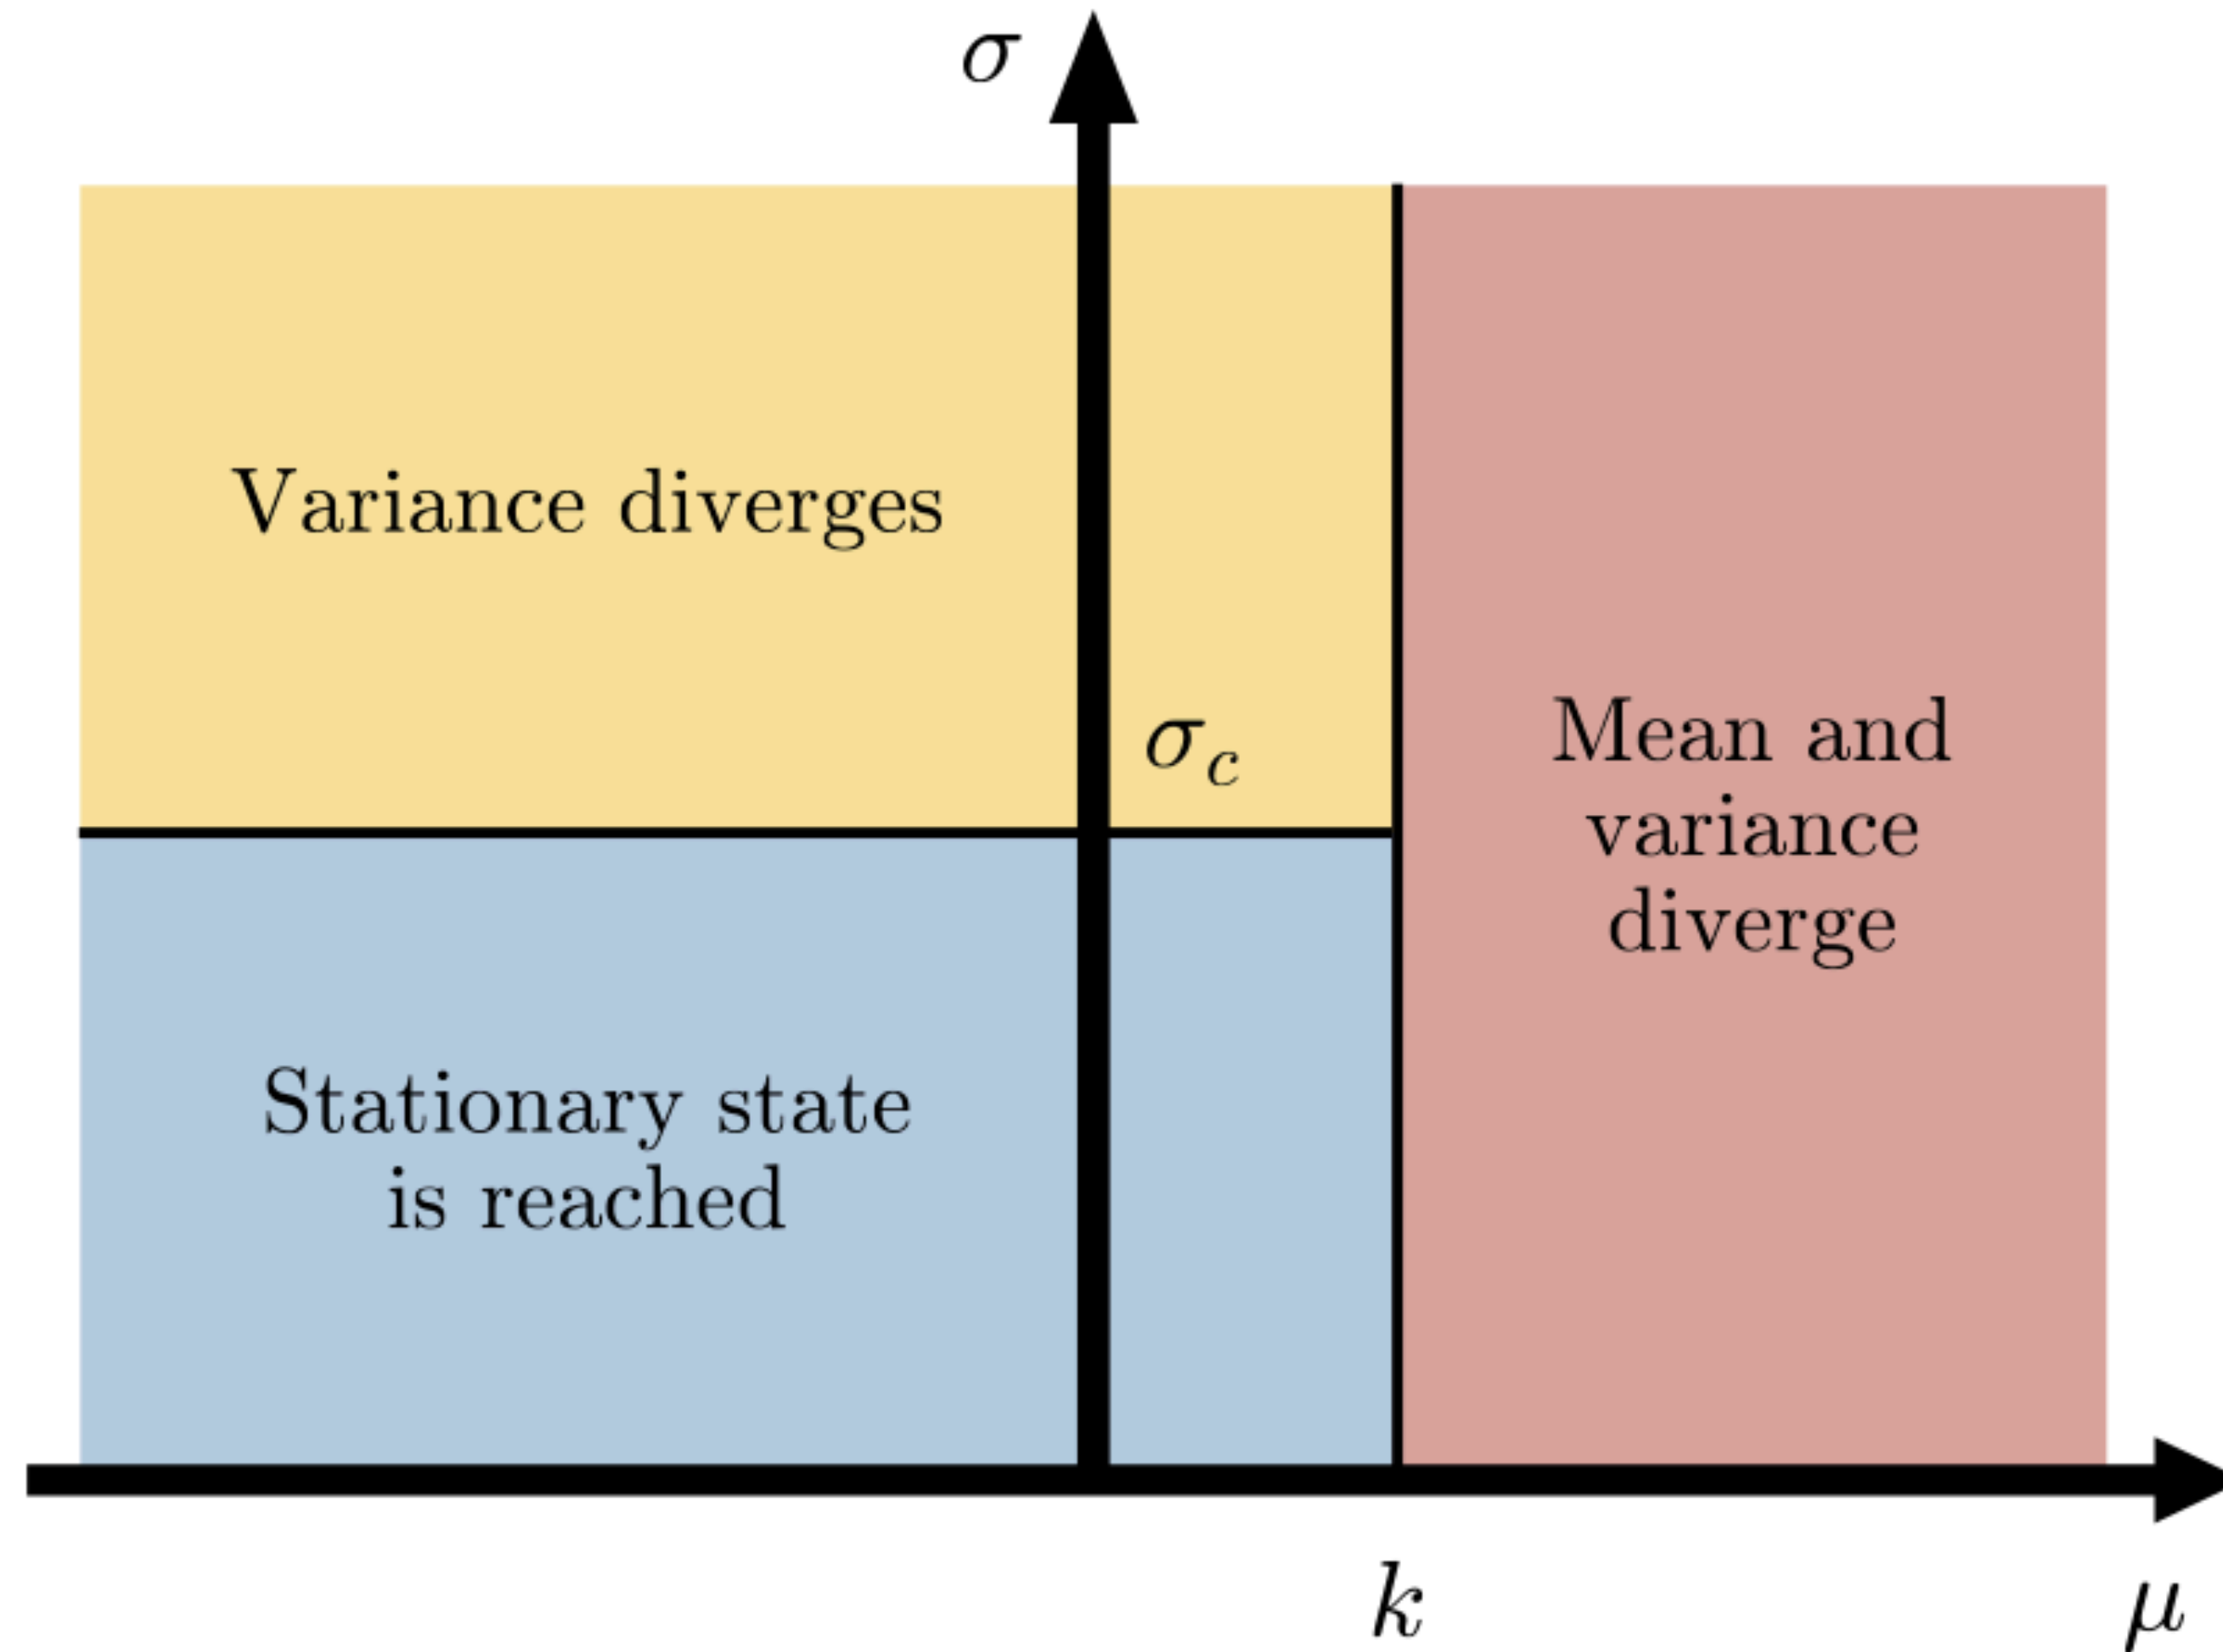 σ
Variance diverges
σ_c
Mean and
variance
diverge
Stationary state
is reached
k
μ